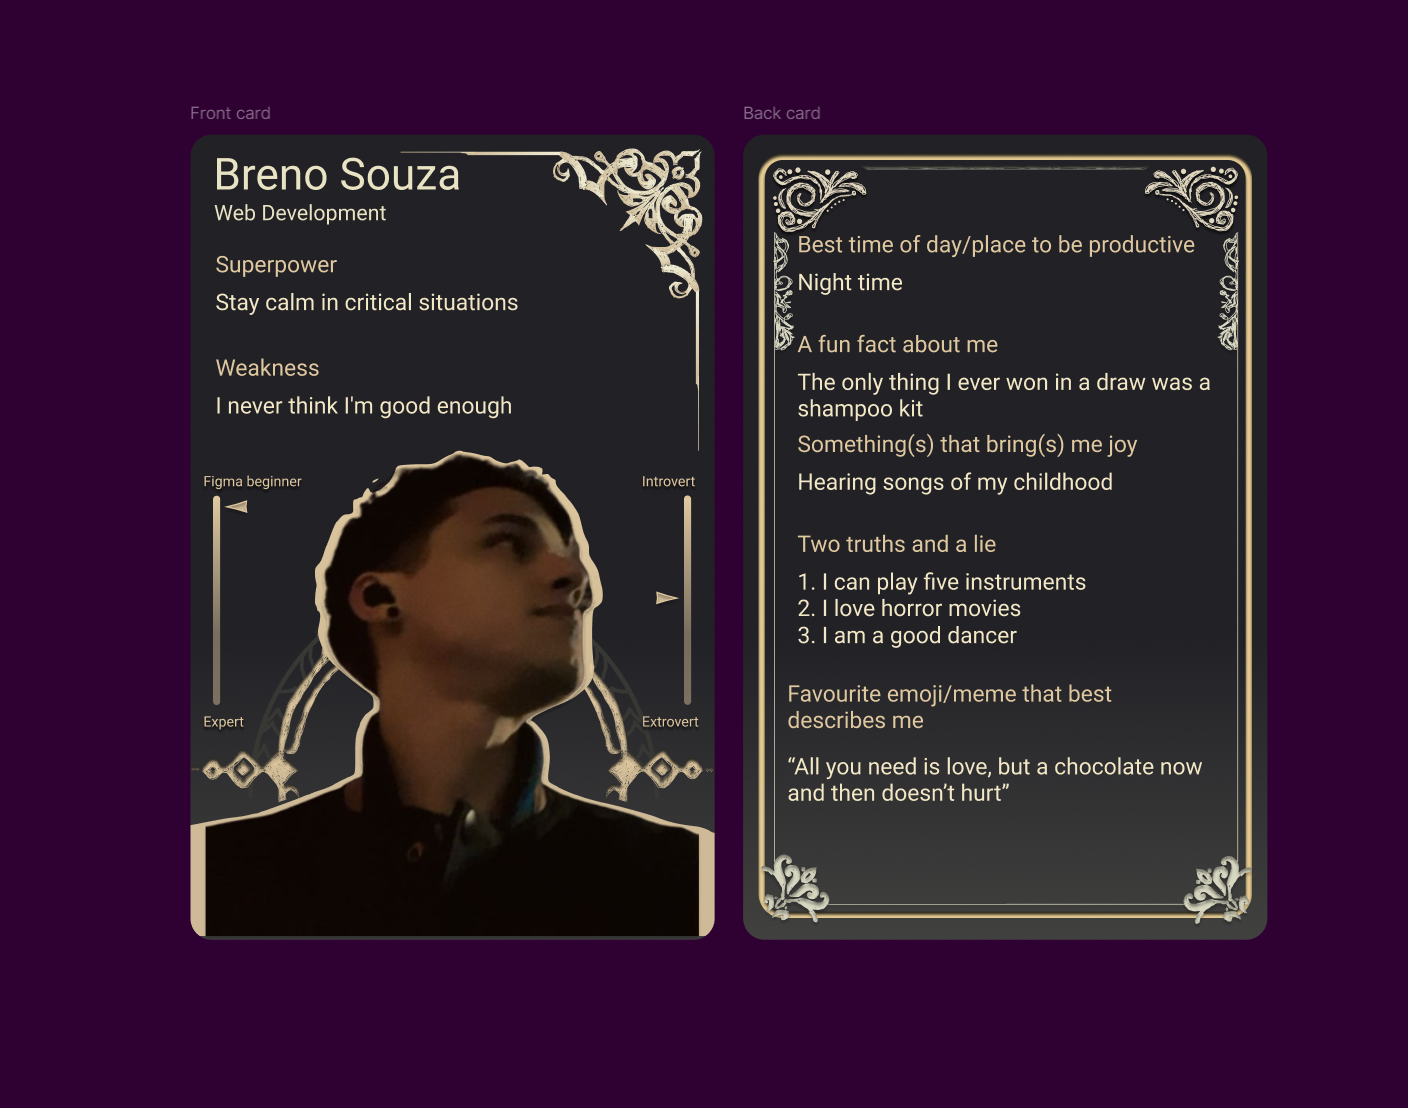 Front card
Breno Souza
Web Development
Superpower
Stay calm in critical situations
Weakness
I never think I'm good enough
Figma beginner
Expert
Introvert
Extrovert
Back card
Best time of day/place to be productive
Night time
A fun fact about me
The only thing I ever won in a draw was a
shampoo kit
Something(s) that bring(s) me joy
Hearing songs of my childhood
Two truths and a lie
1. I can play five instruments
2. I love horror movies
3. I am a good dancer
Favourite emoji/meme that best
describes me
“All you need is love, but a chocolate now
and then doesn’t hurt”